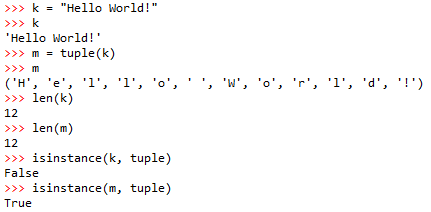 >>> k = "Hello World!"
>>> k
'Hello World!'
>>> m = tuple(k)
>>> m
('H', 'e', 'l', 'l', 'o', ' ', 'W', 'o', 'r', 'l', 'd', '!')
>>> len(k)
12
>>> len(m)
12
>>> isinstance(k, tuple)
False
>>> isinstance(m, tuple)
True